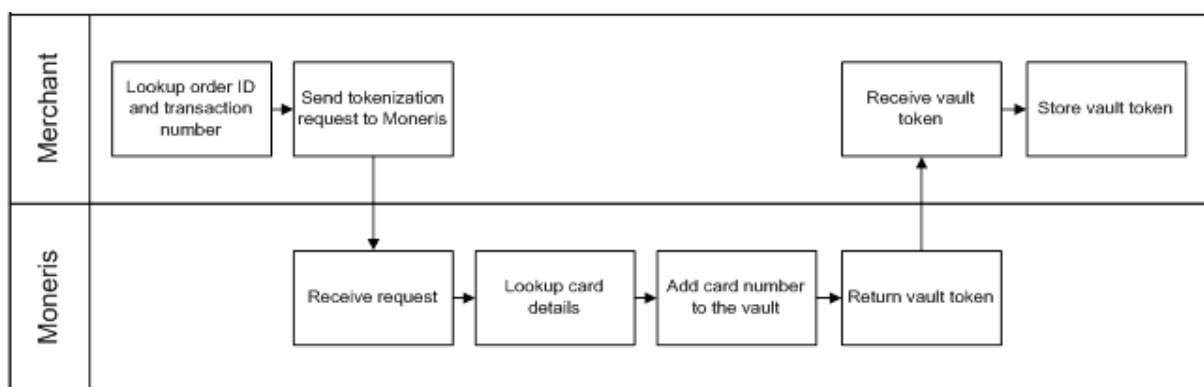 Merchant
Lookup order ID
and transaction
number
Send tokenization
request to Moneris
Receive vault
token
Store vault token
Moneris
Receive request
Lookup card
details
Add card number
to the vault
Return vault token